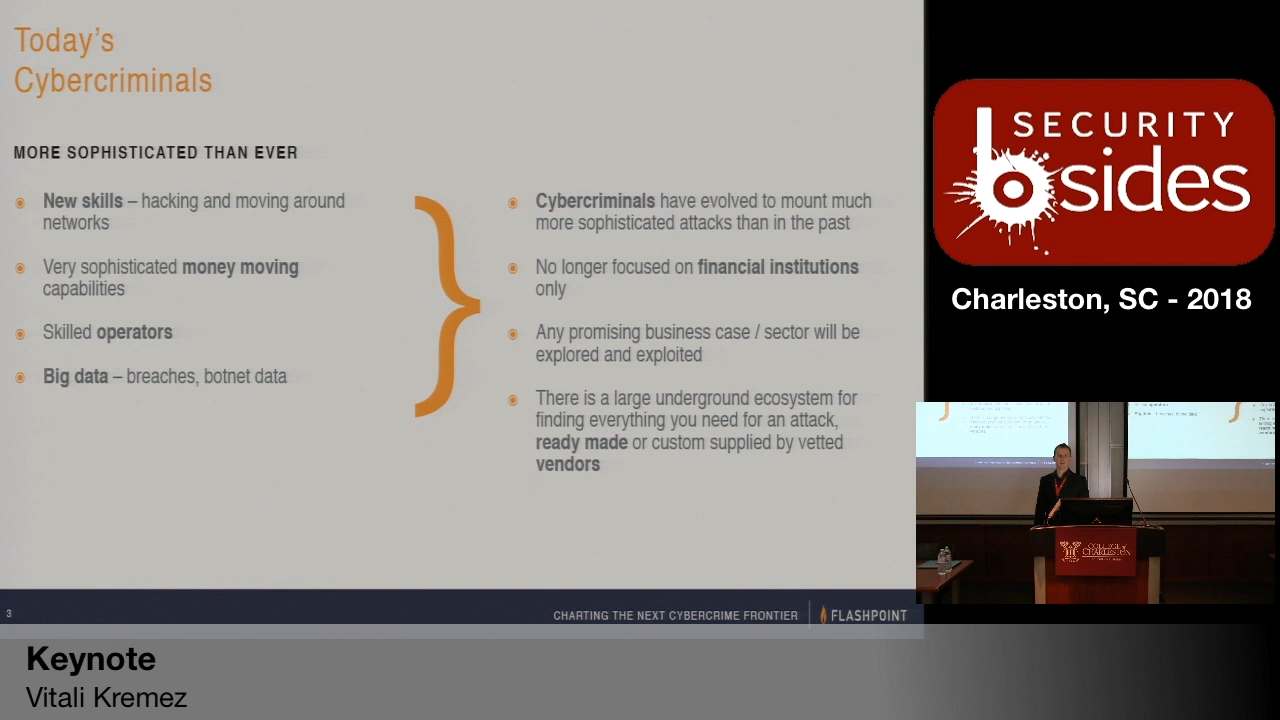 Today's
Cybercriminals
MORE SOPHISTICATED THAN EVER
New skills – hacking and moving around
networks
Very sophisticated money moving
capabilities
Skilled operators
Big data – breaches, botnet data
Cybercriminals have evolved to mount much
more sophisticated attacks than in the past
No longer focused on financial institutions
only
Any promising business case / sector will be
explored and exploited
There is a large underground ecosystem for
finding everything you need for an attack,
ready made or custom supplied by vetted
vendors
3
CHARTING THE NEXT CYBERCRIME FRONTIER
FLASHPOINT
SECURITY
bsides
Charleston, SC - 2018
COLLEGE of
CHARLESTON
Keynote
Vitali Kremez